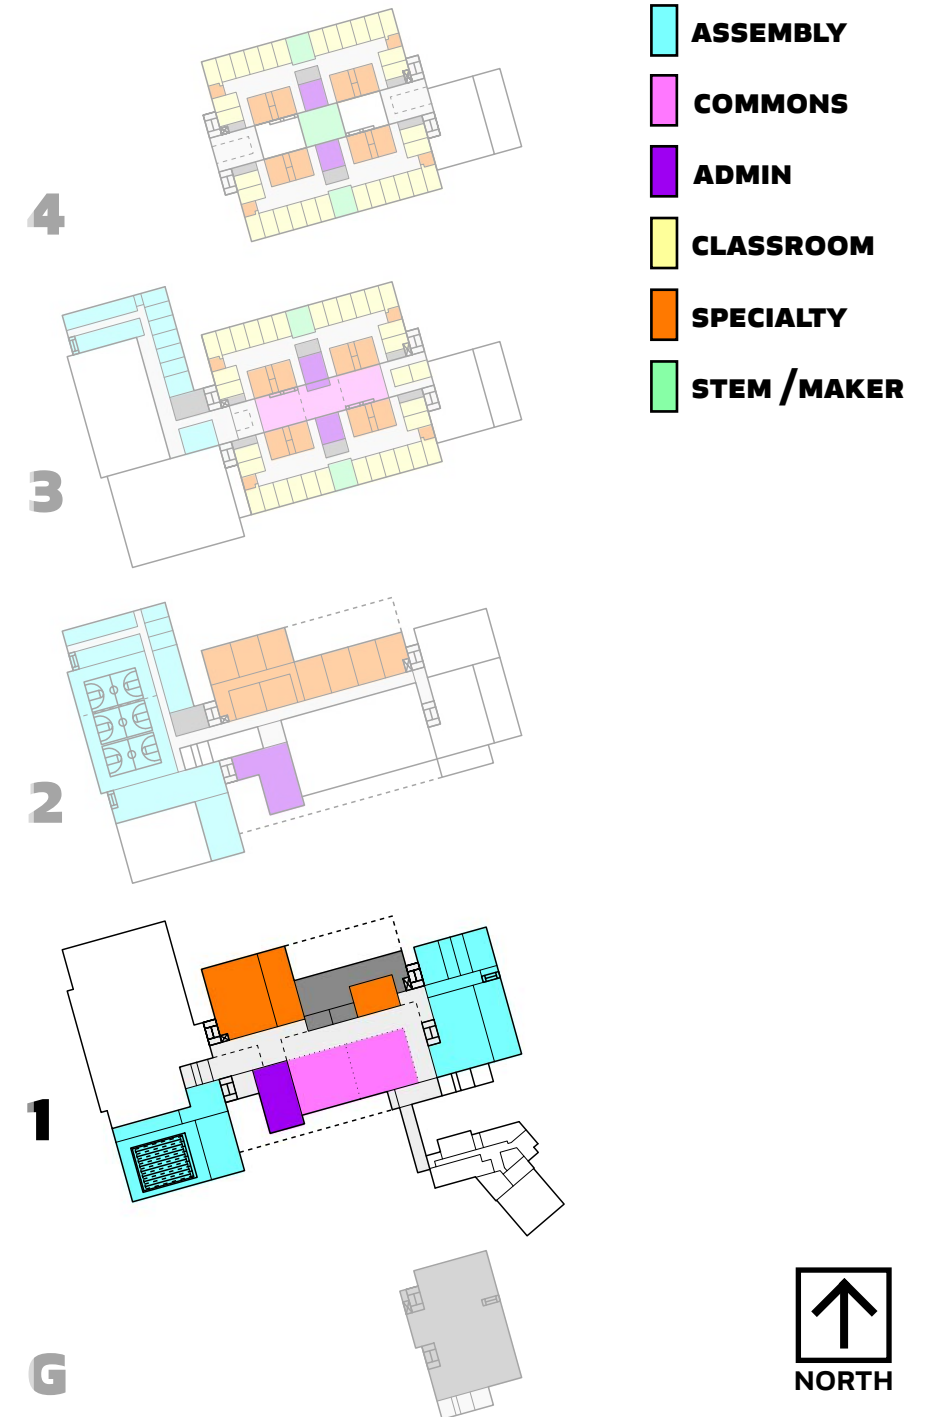 ASSEMBLY
COMMONS
ADMIN
CLASSROOM
SPECIALTY
STEM /MAKER
4
3
2
1
G
NORTH